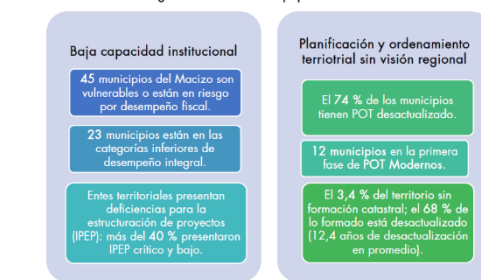 Baja capacidad institucional
45 municipios del Macizo son
vulnerables o están en riesgo
por desempeño fiscal.
23 municipios están en las
categorías inferiores de
desempeño integral.
Entes territoriales presentan
deficiencias para la
estructuración de proyectos
(IPEP): más del 40 % presentaron
IPEP crítico y bajo.
Planificación y ordenamiento
terriotrial sin visión regional
El 74 % de los municipios
tienen POT desactualizado.
12 municipios en la primera
fase de POT Modernos.
El 3,4 % del territorio sin
formación catastral; el 68 % de
lo formado está desactualizado
(12,4 años de desactualización
en promedio).